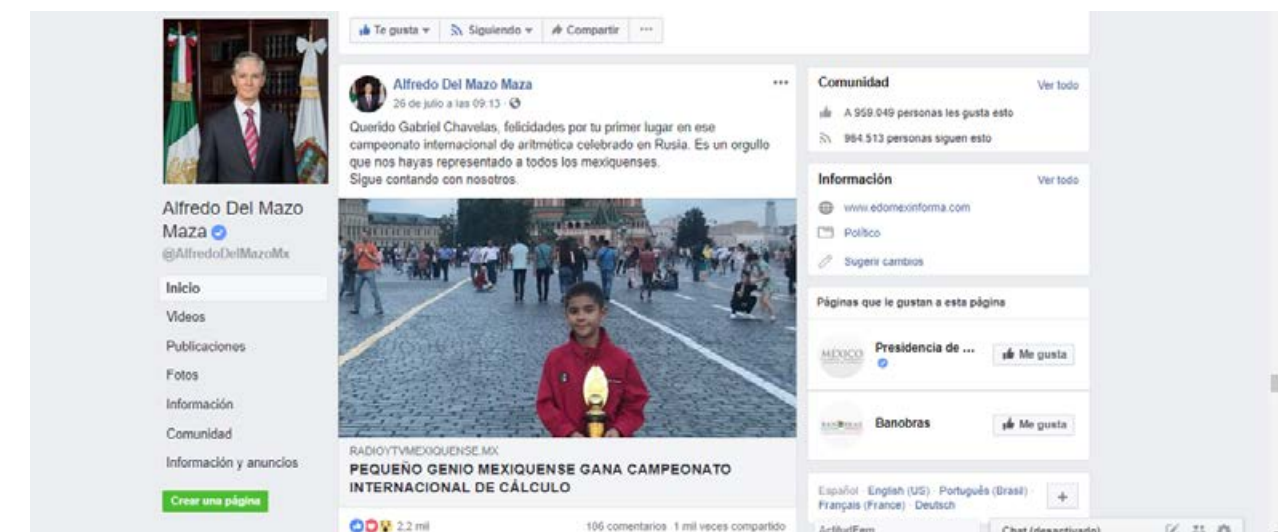 Te gusta Siguiendo Compartir ...
Alfredo Del Mazo Maza
26 de julio a las 09:13 ·
Querido Gabriel Chavelas, felicidades por tu primer lugar en ese
campeonato internacional de aritmética celebrado en Rusia. Es un orgullo
que nos hayas representado a todos los mexiquenses.
Sigue contando con nosotros.
RADIOYTVMEXIQUENSE.MX
PEQUEÑO GENIO MEXIQUENSE GANA CAMPEONATO
INTERNACIONAL DE CÁLCULO
2.2 mil 106 comentarios 1 mil veces compartido
Alfredo Del Mazo
Maza
@AlfredoDelMazoMx
Inicio
Videos
Publicaciones
Fotos
Información
Comunidad
Información y anuncios
Crear una página
Comunidad Ver todo
A 959.049 personas les gusta esto
964.513 personas siguen esto
Información Ver todo
www.edomexinforma.com
Político
Sugerir cambios
Páginas que le gustan a esta página
MÉXICO
Presidencia de ... Me gusta
BANOBRAS
Banobras Me gusta
Español · English (US) · Português (Brasil) ·
Français (France) · Deutsch
+
Chat (desactivado)